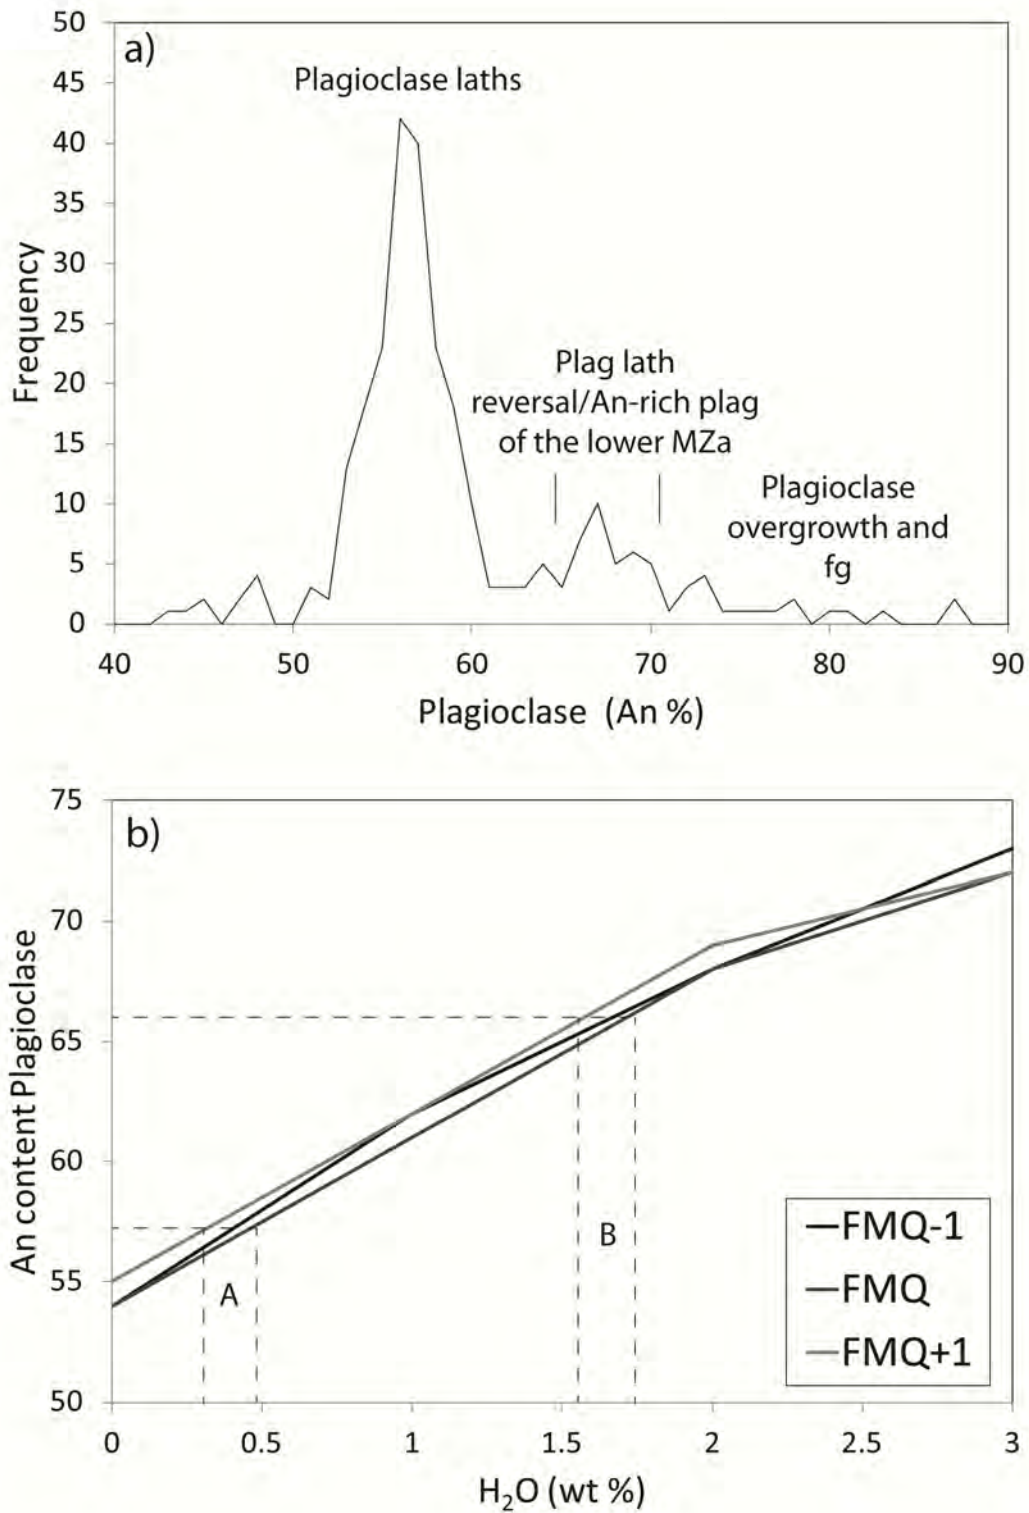 a)
Plagioclase laths
Plag lath
reversal/An-rich plag
of the lower MZa
Plagioclase
overgrowth and
fg
Frequency
50
45
40
35
30
25
20
15
10
5
0
40 50 60 70 80 90
Plagioclase (An %)
b)
An content Plagioclase
75
70
65
60
55
50
A
B
FMQ-1
FMQ
FMQ+1
0 0.5 1 1.5 2 2.5 3
H₂O (wt %)